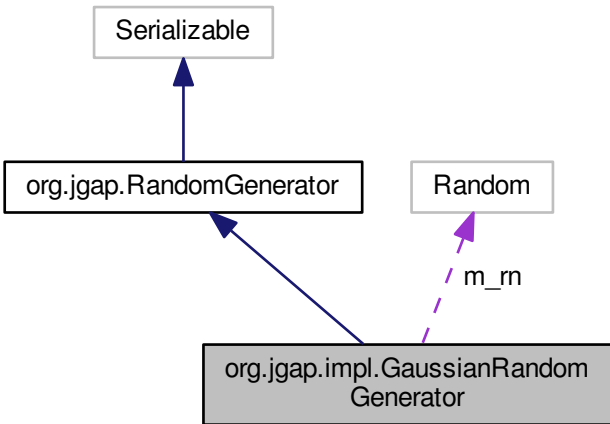 Serializable
org.jgap.RandomGenerator
Random
m_rn
org.jgap.impl.GaussianRandom
Generator